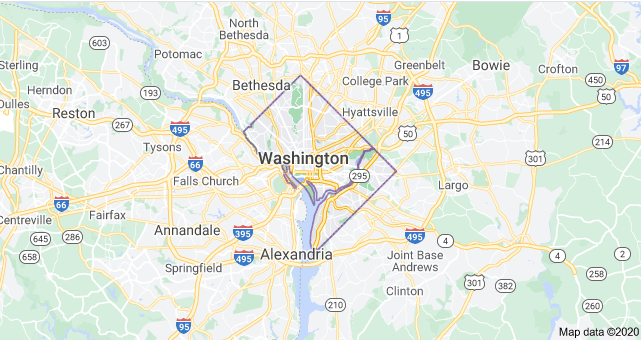 North
Bethesda
95
1
603
Potomac
Greenbelt
Bowie
97
Sterling
Bethesda
College Park
Crofton
450
Herndon
193
495
50
Dulles
Reston
Hyattsville
267
495
50
Tysons
214
66
Washington
301
Chantilly
295
Falls Church
Largo
66
Centreville
Fairfax
Annandale
395
495
4
4
645
286
658
495
Alexandria
Joint Base
Andrews
Springfield
258
2
301
382
Clinton
210
260
95
Map data ©2020